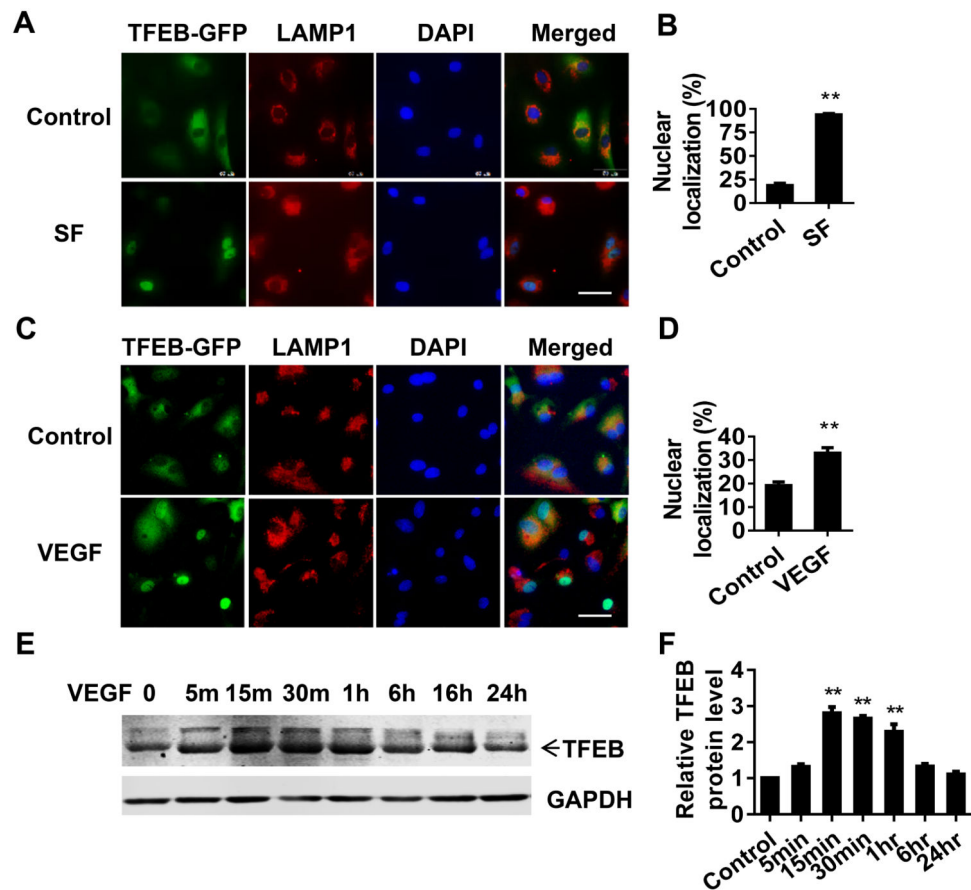 A
TFEB-GFP LAMP1 DAPI Merged
Control
SF
B
Nuclear
localization (%)
100
75
50
25
0
**
Control SF
C
TFEB-GFP LAMP1 DAPI Merged
Control
VEGF
D
Nuclear
localization (%)
40
30
20
10
0
**
Control VEGF
E
VEGF 0 5m 15m 30m 1h 6h 16h 24h
TFEB
GAPDH
F
Relative TFEB
protein level
4
3
2
1
0
** ** **
Control 5min 15min 30min 1hr 6hr 24hr